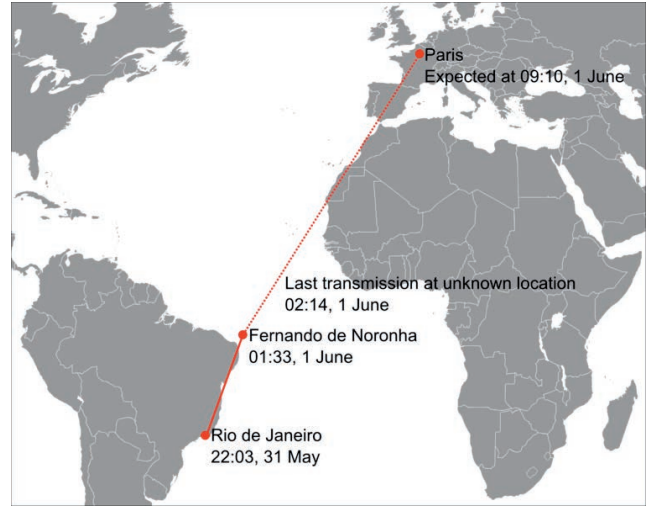 Paris
Expected at 09:10, 1 June
Last transmission at unknown location
02:14, 1 June
Fernando de Noronha
01:33, 1 June
Rio de Janeiro
22:03, 31 May